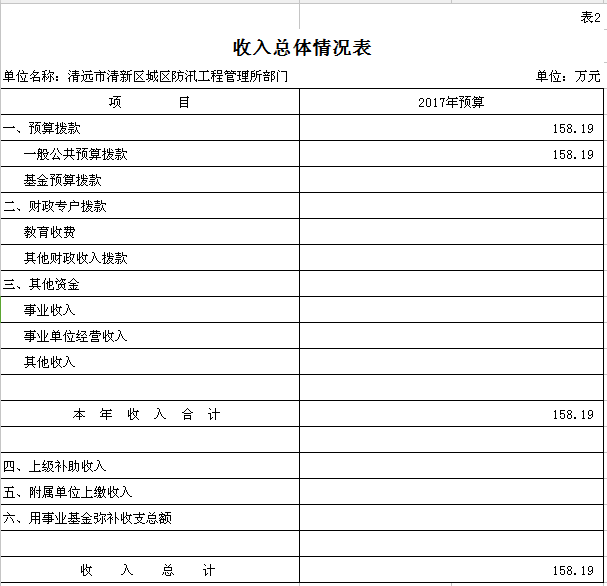 表2
收入总体情况表
单位名称：清远市清新区城区防汛工程管理所部门 单位：万元
项 目 2017年预算
一、预算拨款 158.19
一般公共预算拨款 158.19
基金预算拨款
二、财政专户拨款
教育收费
其他财政收入拨款
三、其他资金
事业收入
事业单位经营收入
其他收入
本 年 收 入 合 计 158.19
四、上级补助收入
五、附属单位上缴收入
六、用事业基金弥补收支总额
收 入 总 计 158.19